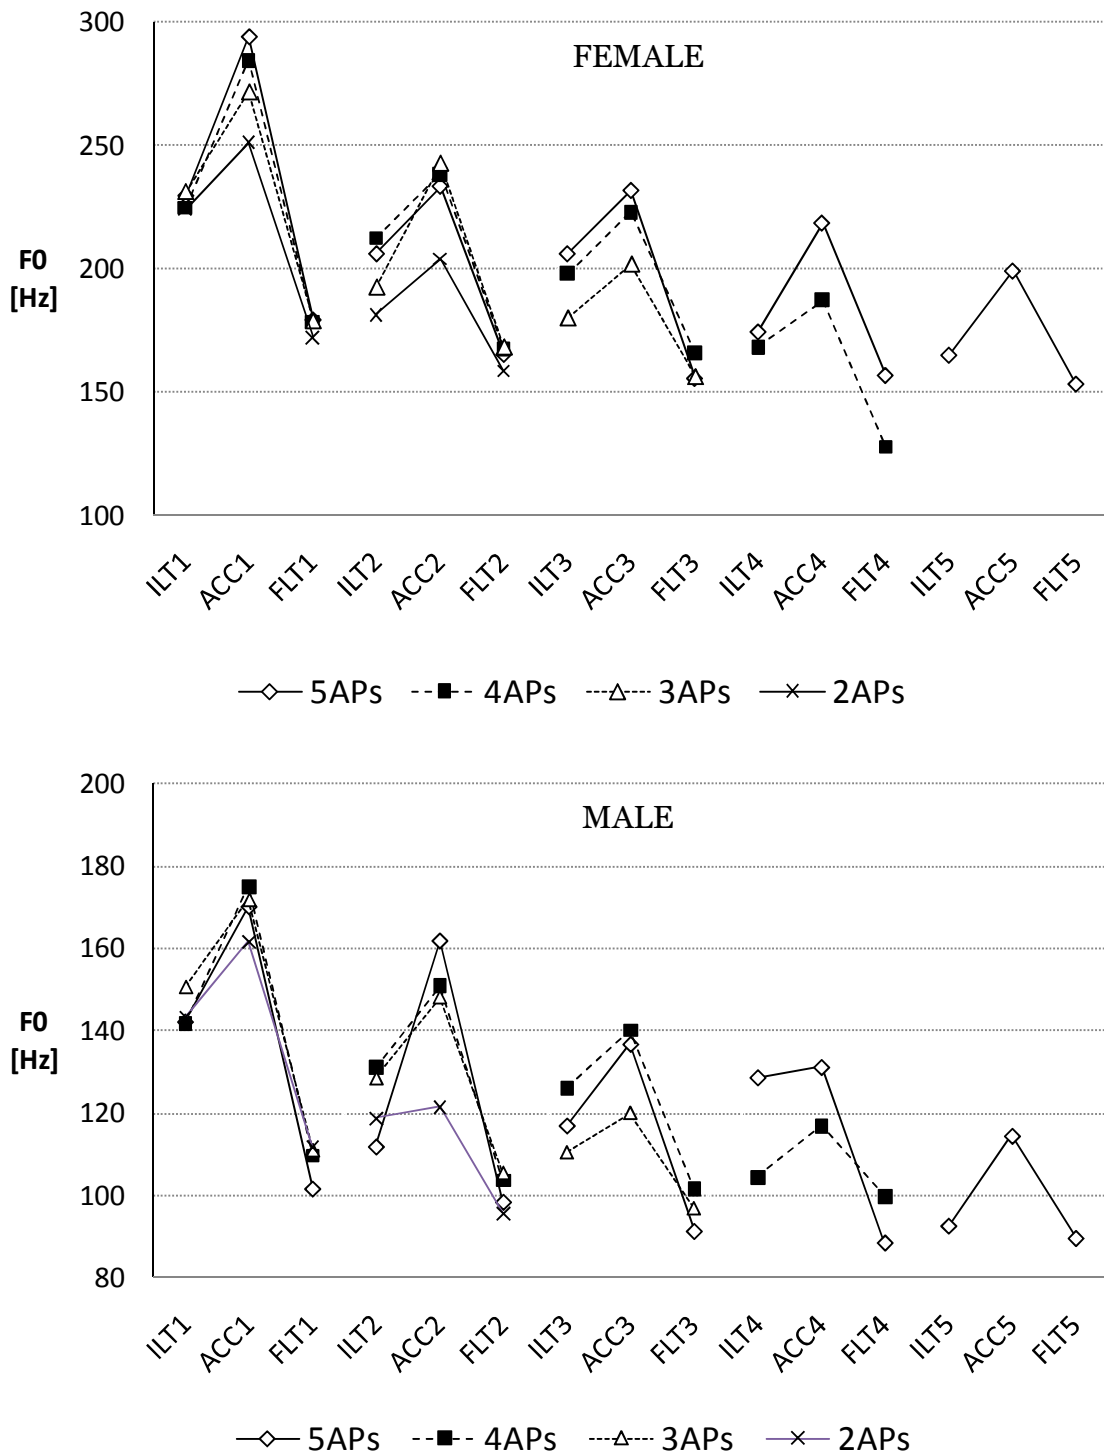 FEMALE
300
250
200
150
100
F0
[Hz]
ILT1 ACC1 FLT1 ILT2 ACC2 FLT2 ILT3 ACC3 FLT3 ILT4 ACC4 FLT4 ILT5 ACC5 FLT5
5APs 4APs 3APs 2APs
MALE
200
180
160
140
120
100
80
F0
[Hz]
ILT1 ACC1 FLT1 ILT2 ACC2 FLT2 ILT3 ACC3 FLT3 ILT4 ACC4 FLT4 ILT5 ACC5 FLT5
5APs 4APs 3APs 2APs